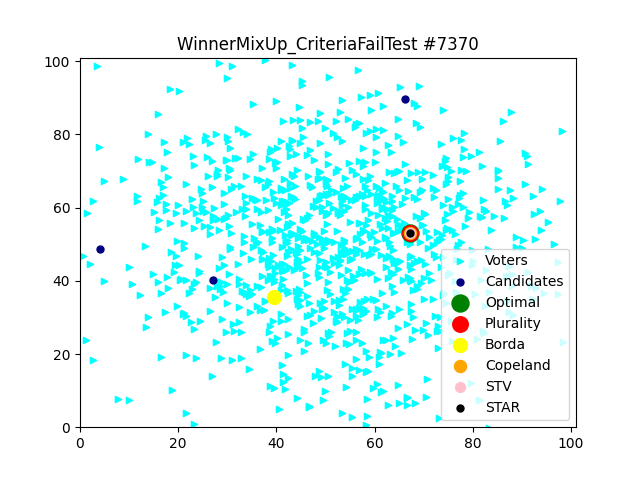 WinnerMixUp_CriteriaFailTest #7370
100
80
60
40
20
0
0
20
40
60
80
100
Voters
Candidates
Optimal
Plurality
Borda
Copeland
STV
STAR